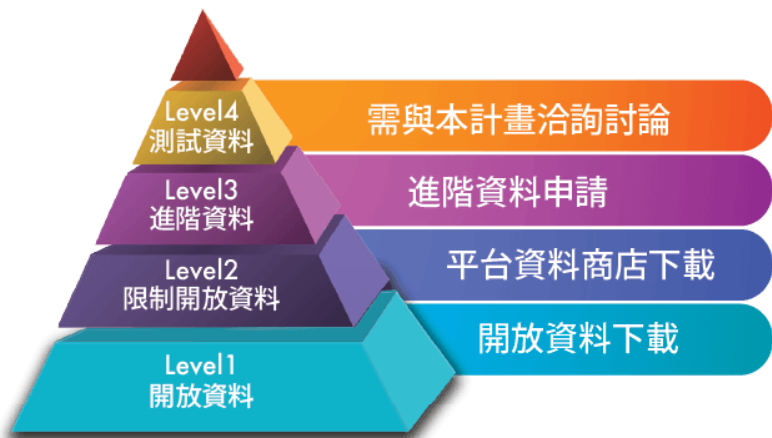 Level4
測試資料
需與本計畫洽詢討論
Level3
進階資料
進階資料申請
Level2
限制開放資料
平台資料商店下載
Level1
開放資料
開放資料下載